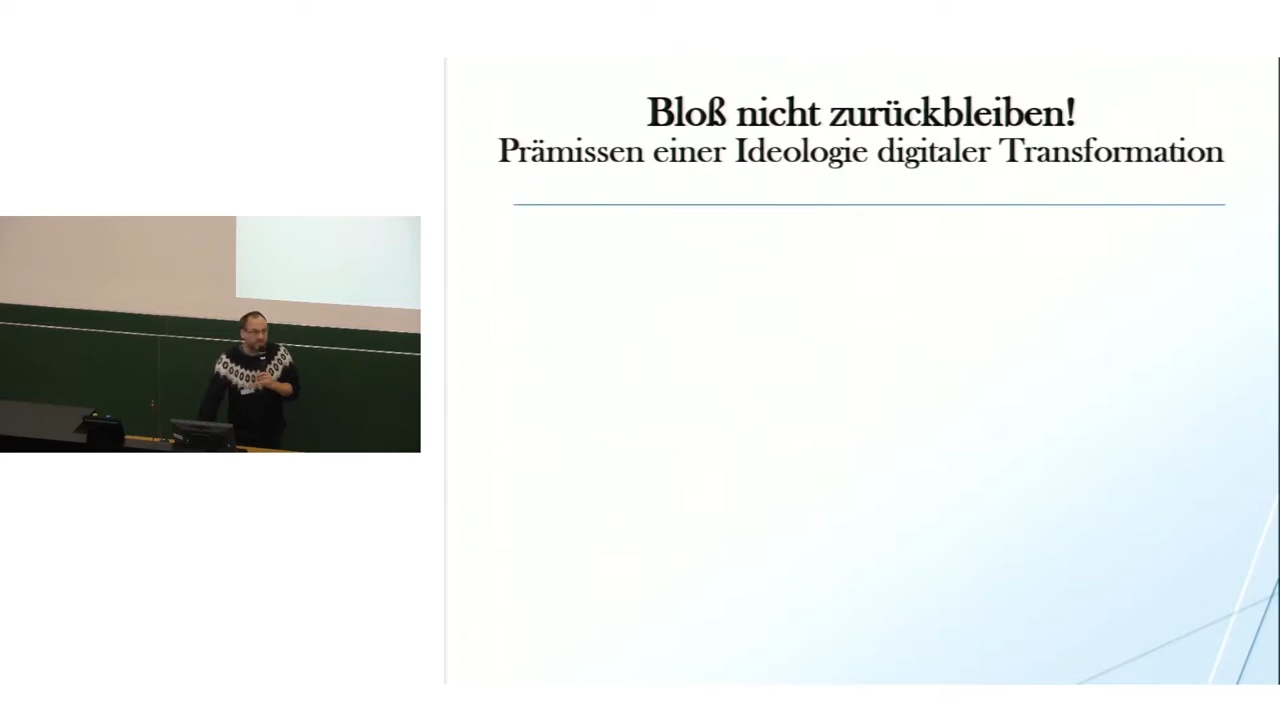 Bloß nicht zurückbleiben!
Prämissen einer Ideologie digitaler Transformation